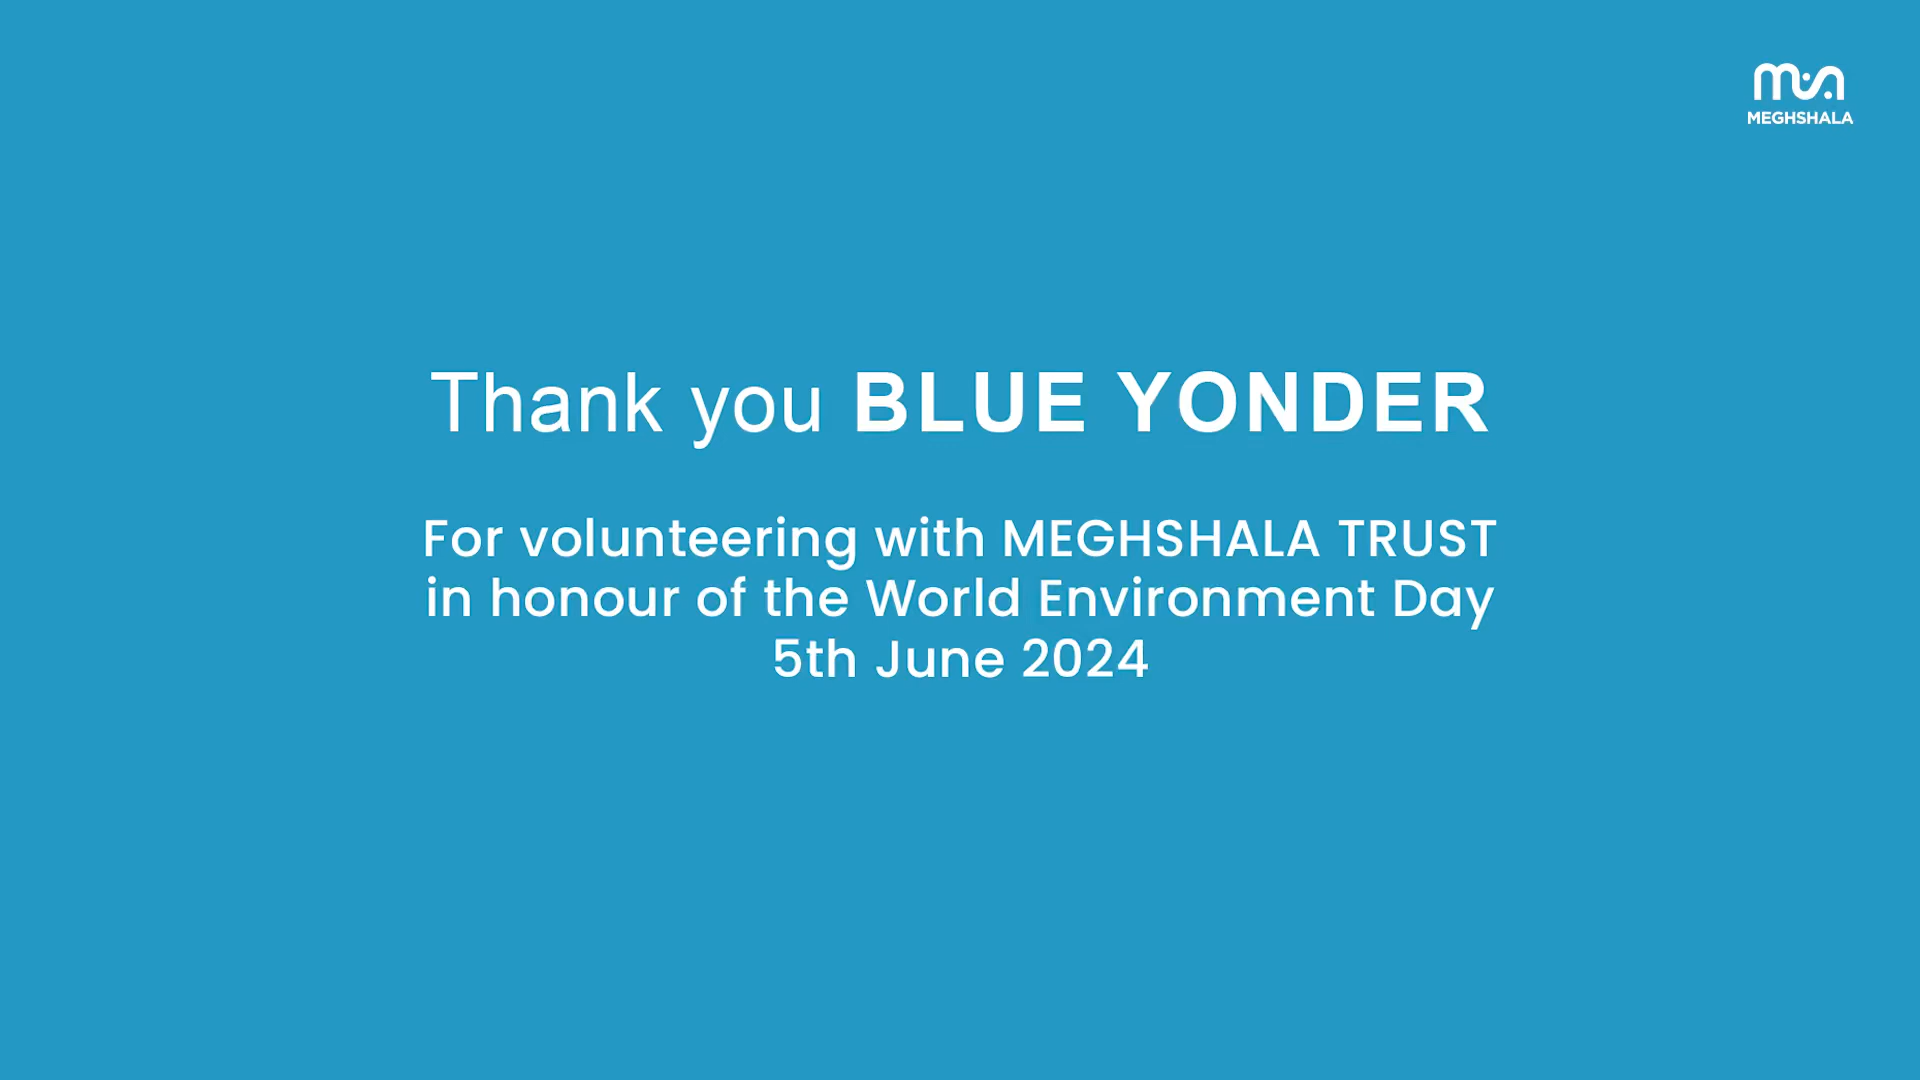 MEGHSHALA
Thank you BLUE YONDER
For volunteering with MEGHSHALA TRUST
in honour of the World Environment Day
5th June 2024